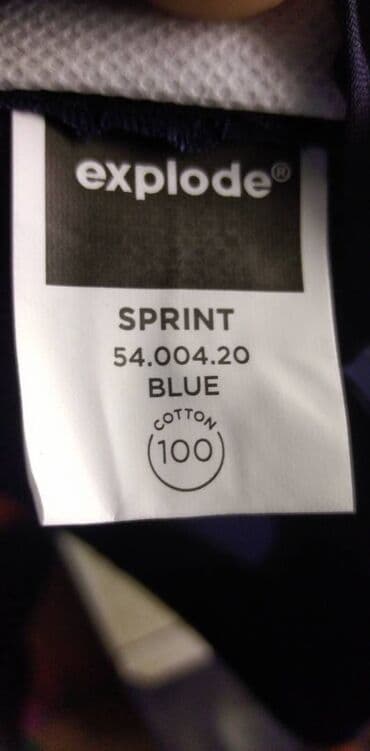 explode®
SPRINT
54.004.20
BLUE
COTTON
100